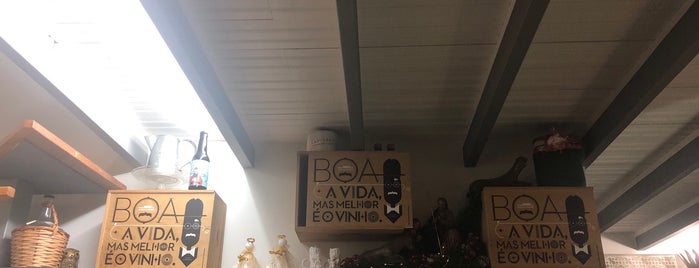 BOA
É A VIDA,
MAS MELHOR
É O VINHO.
BOA
É A VIDA,
MAS MELHOR
É O VINHO.
BOA
É A VIDA,
MAS MELHOR
É O VINHO.